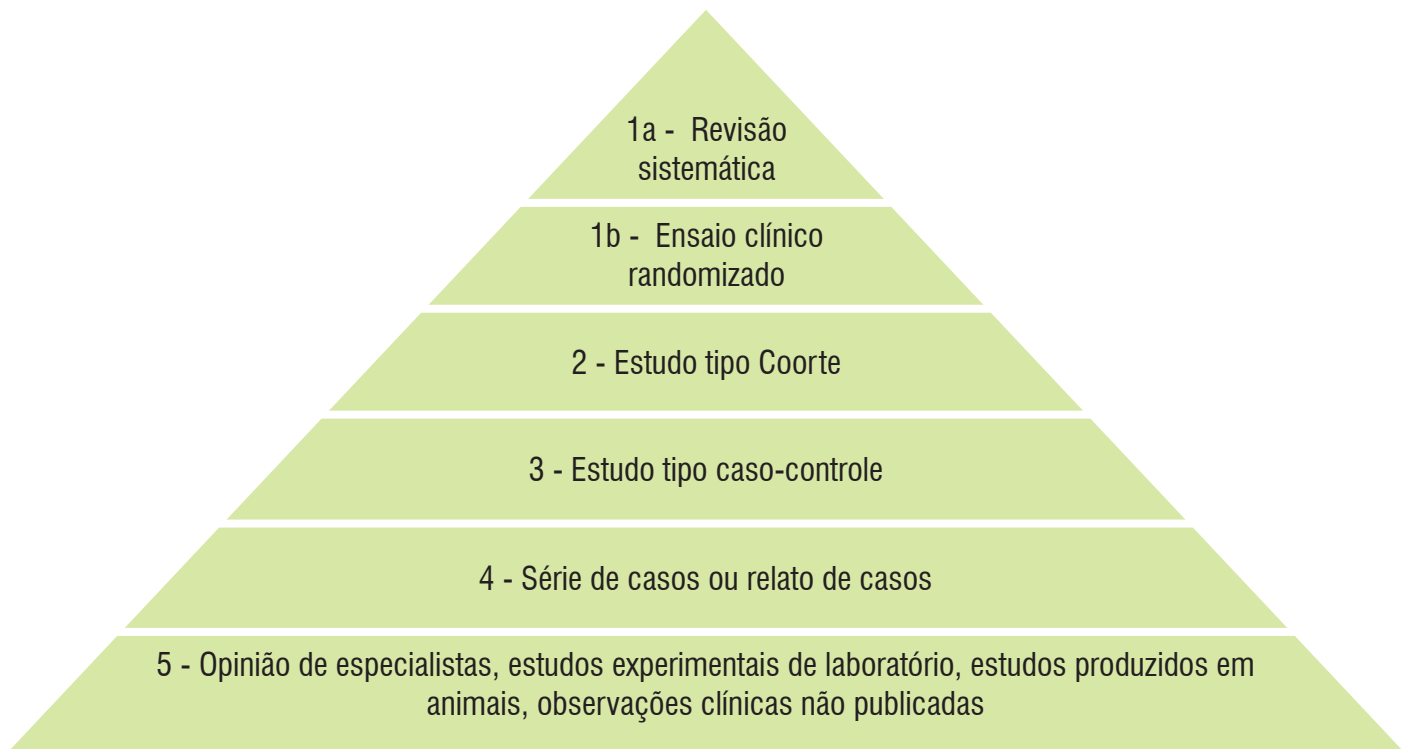 1a -  Revisão
sistemática
1b -  Ensaio clínico
randomizado
2 - Estudo tipo Coorte
3 - Estudo tipo caso-controle
4 - Série de casos ou relato de casos
5 - Opinião de especialistas, estudos experimentais de laboratório, estudos produzidos em
animais, observações clínicas não publicadas